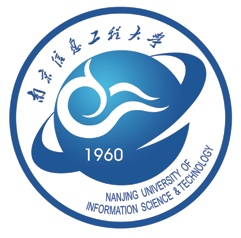 南京信息工程大学
1960
NANJING UNIVERSITY OF
INFORMATION SCIENCE & TECHNOLOGY